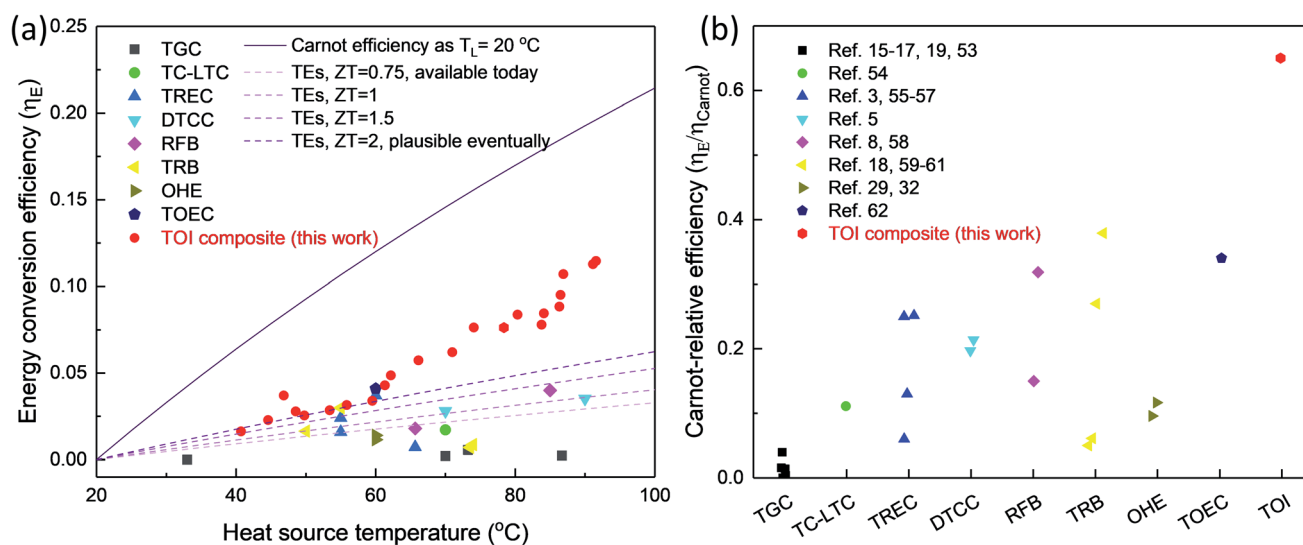 (a)
Energy conversion efficiency (ηE)
0.25
0.20
0.15
0.10
0.05
0.00
TGC
TC-LTC
TREC
DTCC
RFB
TRB
OHE
TOEC
TOI composite (this work)
Carnot efficiency as TL= 20 °C
TEs, ZT=0.75, available today
TEs, ZT=1
TEs, ZT=1.5
TEs, ZT=2, plausible eventually
20
40
60
80
100
Heat source temperature (°C)
(b)
Carnot-relative efficiency (ηE/ηCarnot)
0.6
0.4
0.2
0.0
Ref. 15-17, 19, 53
Ref. 54
Ref. 3, 55-57
Ref. 5
Ref. 8, 58
Ref. 18, 59-61
Ref. 29, 32
Ref. 62
TOI composite (this work)
TGC
TC-LTC
TREC
DTCC
RFB
TRB
OHE
TOEC
TOI